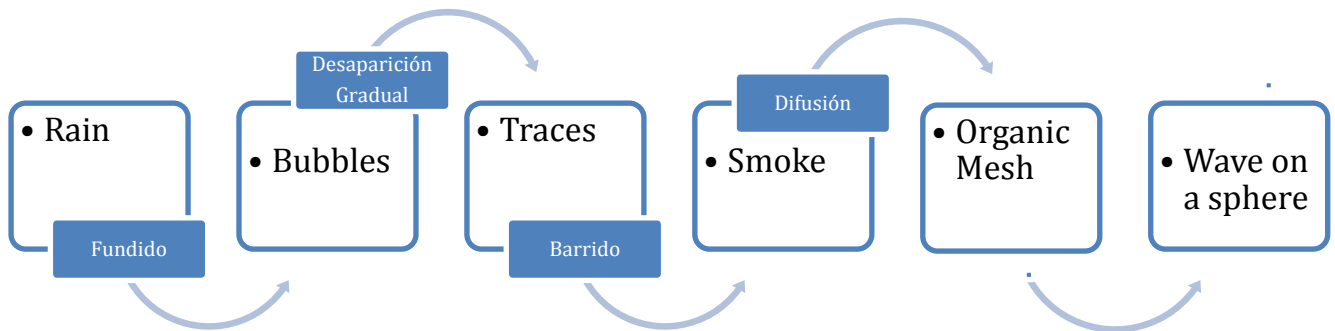 • Rain
Fundido
Desaparición
Gradual
• Bubbles
• Traces
Barrido
Difusión
• Smoke
• Organic
Mesh
• Wave on
a sphere